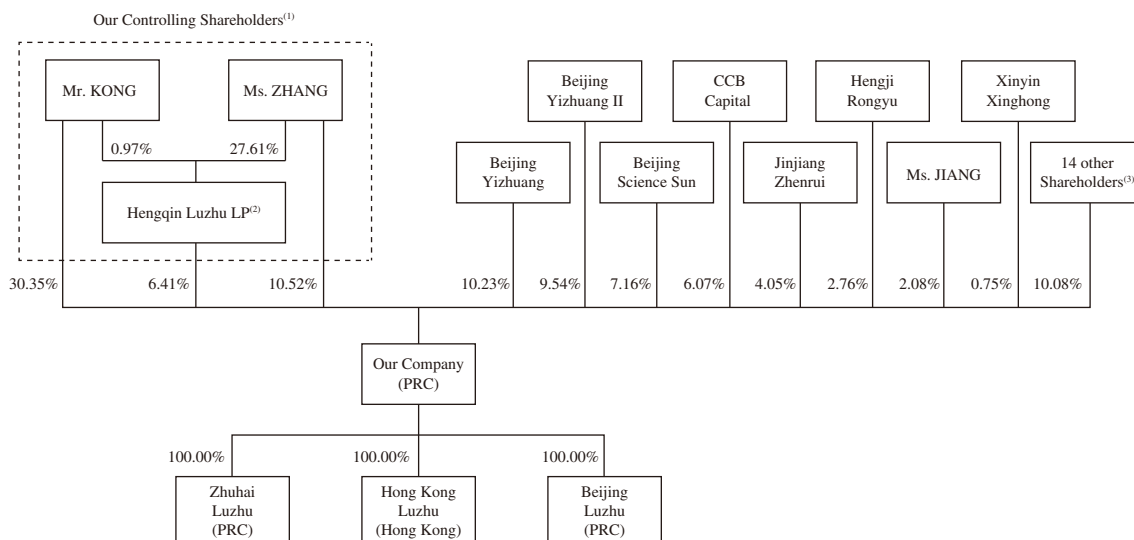 Our Controlling Shareholders(1)
Mr. KONG
Ms. ZHANG
Beijing
Yizhuang II
CCB
Capital
Hengji
Rongyu
Xinyin
Xinghong
0.97%
27.61%
Hengqin Luzhu LP(2)
Beijing
Yizhuang
Beijing
Science Sun
Jinjiang
Zhenrui
Ms. JIANG
14 other
Shareholders(3)
30.35%
6.41%
10.52%
10.23%
9.54%
7.16%
6.07%
4.05%
2.76%
2.08%
0.75%
10.08%
Our Company
(PRC)
100.00%
100.00%
100.00%
Zhuhai
Luzhu
(PRC)
Hong Kong
Luzhu
(Hong Kong)
Beijing
Luzhu
(PRC)